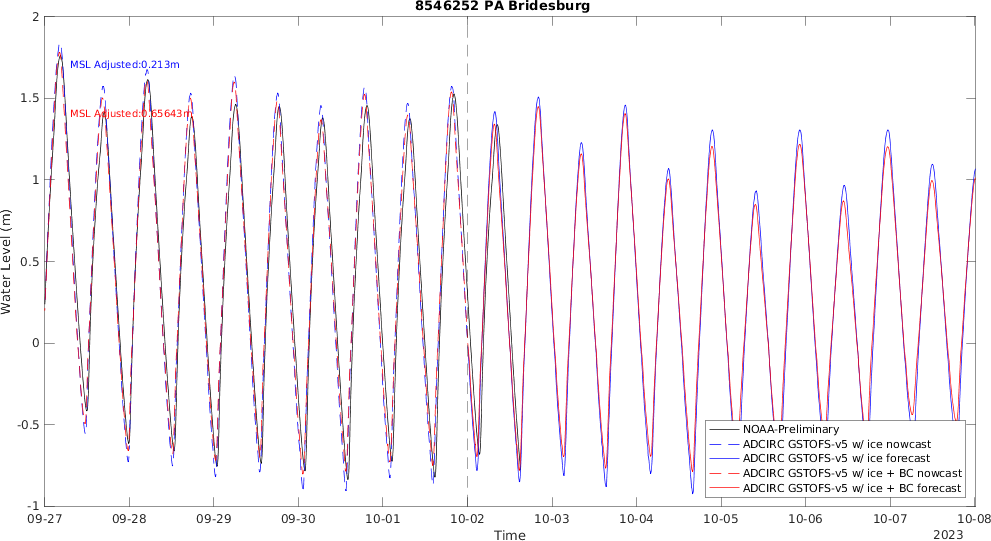 8546252 PA Bridesburg
MSL Adjusted:0.213m
MSL Adjusted:0.65643m
Water Level (m)
2
1.5
1
0.5
0
-0.5
-1
09-27 09-28 09-29 09-30 10-01 10-02 10-03 10-04 10-05 10-06 10-07 10-08
Time
2023
NOAA-Preliminary
ADCIRC GSTOFS-v5 w/ ice nowcast
ADCIRC GSTOFS-v5 w/ ice forecast
ADCIRC GSTOFS-v5 w/ ice + BC nowcast
ADCIRC GSTOFS-v5 w/ ice + BC forecast